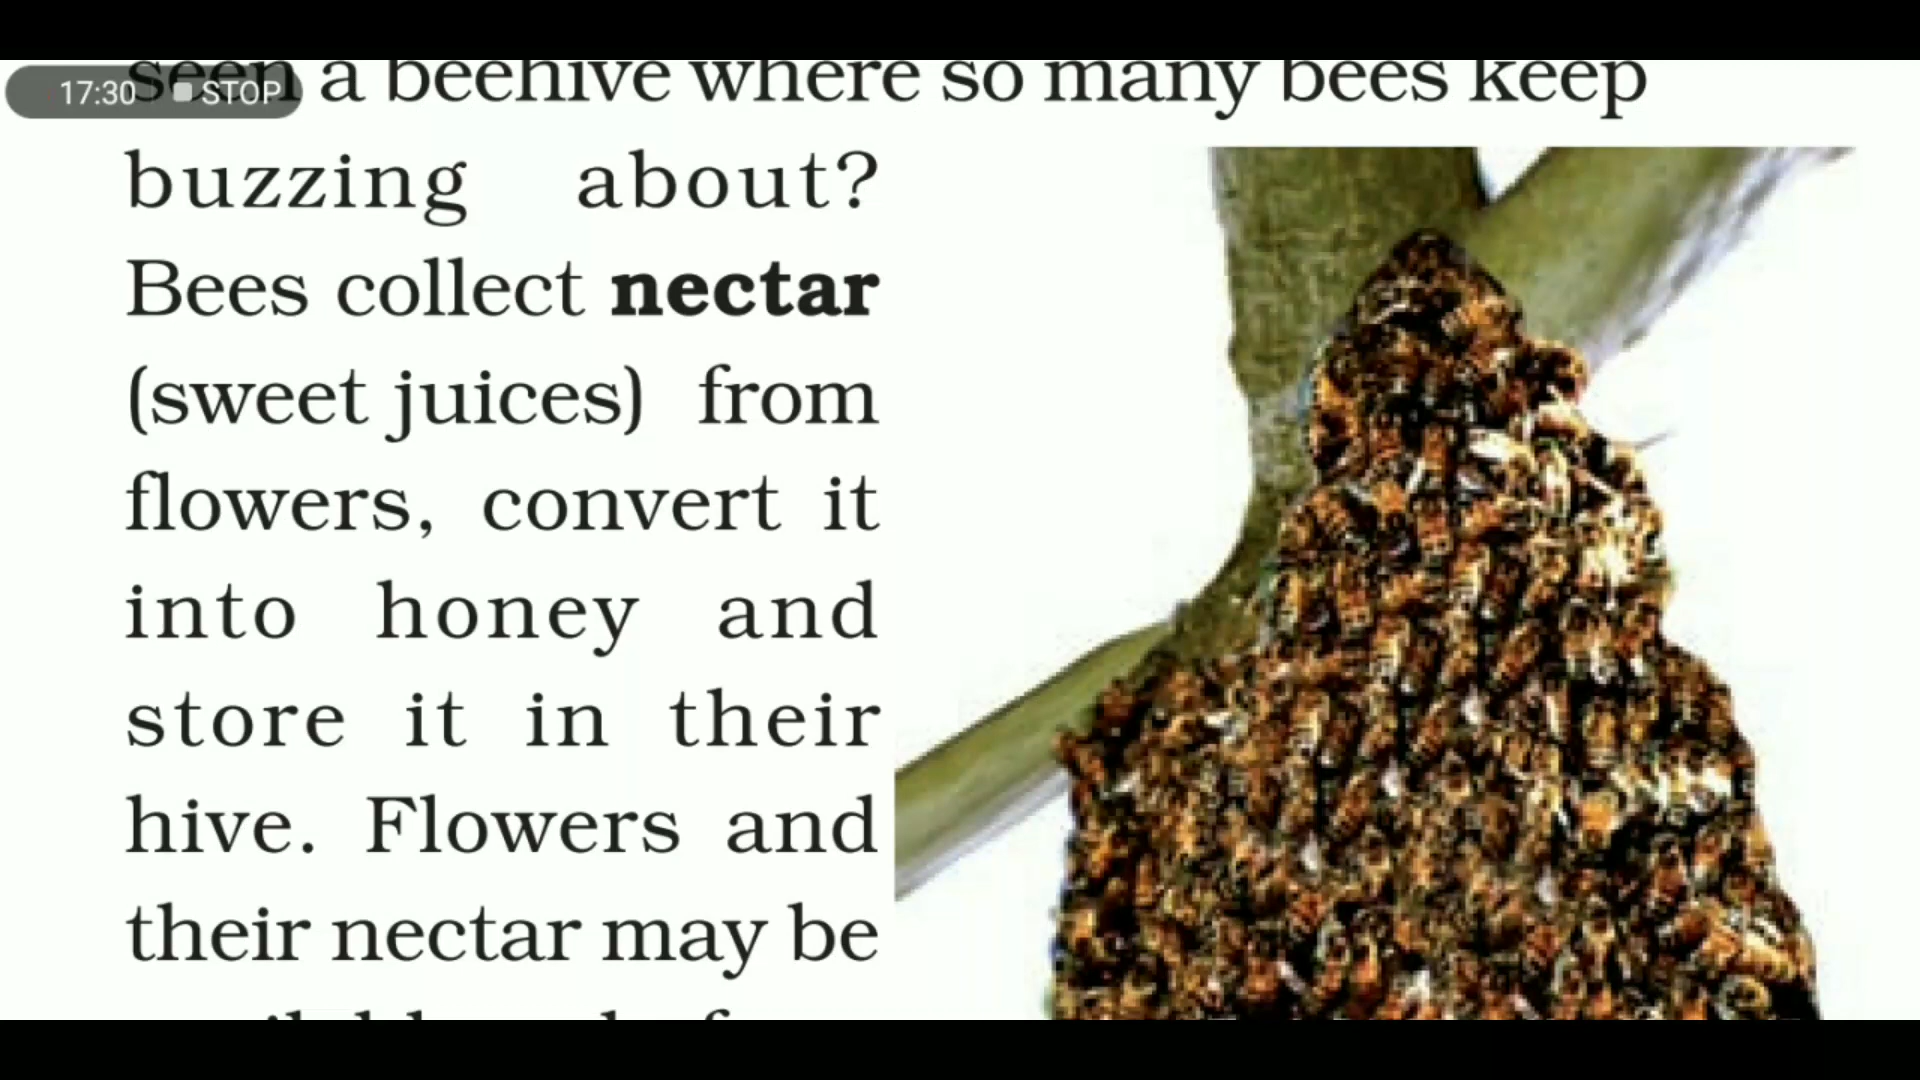 17:30 STOP
seen a beehive where so many bees keep
buzzing about?
Bees collect nectar
(sweet juices) from
flowers, convert it
into honey and
store it in their
hive. Flowers and
their nectar may be